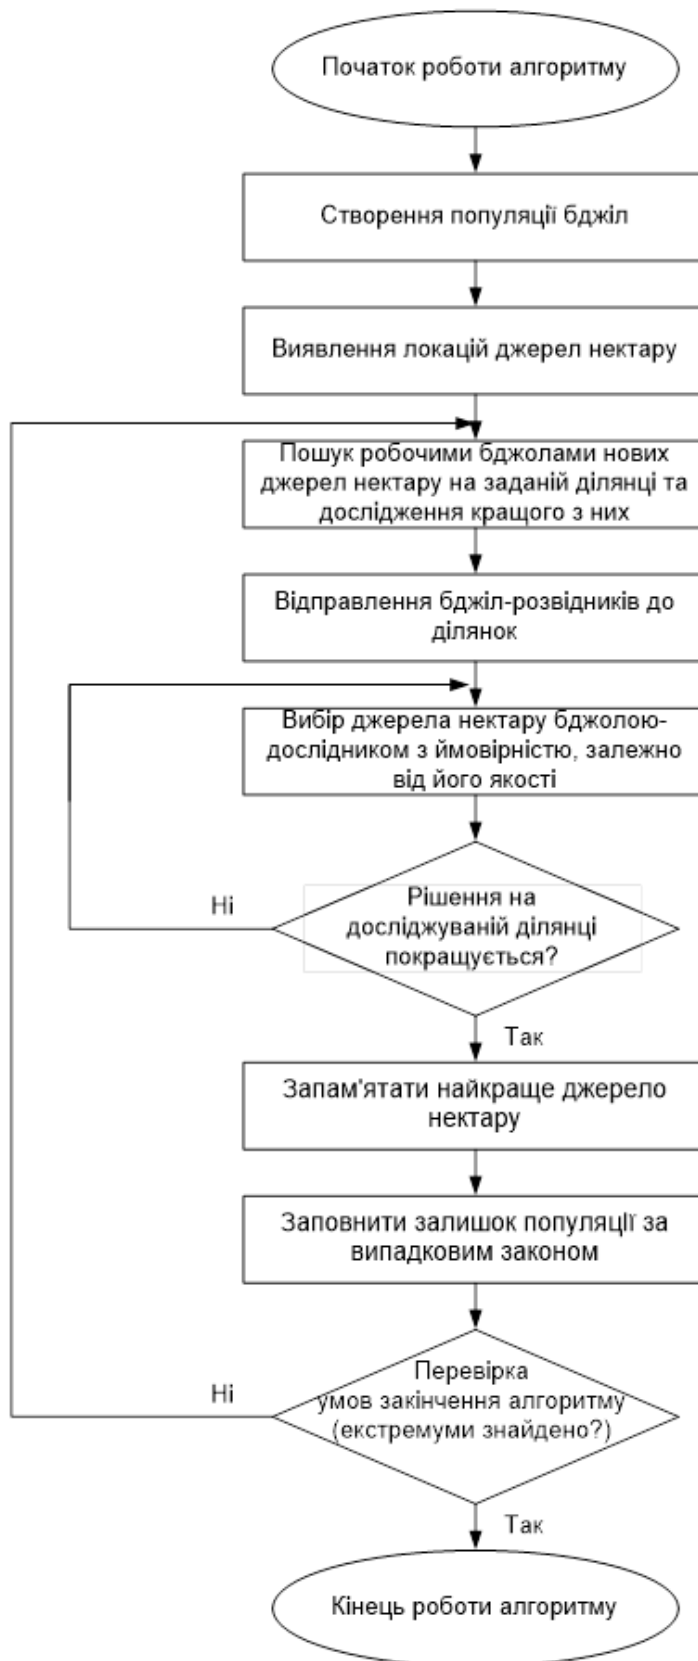 Початок роботи алгоритму
Створення популяції бджіл
Виявлення локацій джерел нектару
Пошук робочими бджолами нових
джерел нектару на заданій ділянці та
дослідження кращого з них
Відправлення бджіл-розвідників до
ділянок
Вибір джерела нектару бджолою-
дослідником з ймовірністю, залежно
від його якості
Ні
Рішення на
досліджуваній ділянці
покращується?
Так
Запам'ятати найкраще джерело
нектару
Заповнити залишок популяції за
випадковим законом
Ні
Перевірка
умов закінчення алгоритму
(екстремуми знайдено?)
Так
Кінець роботи алгоритму